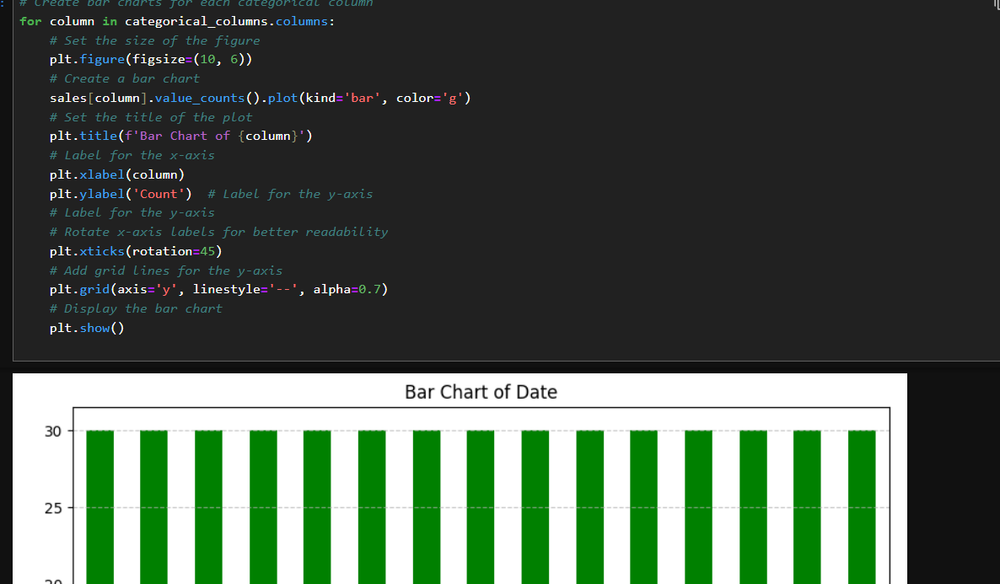 # Create bar charts for each categorical column
for column in categorical_columns.columns:
# Set the size of the figure
plt.figure(figsize=(10, 6))
# Create a bar chart
sales[column].value_counts().plot(kind='bar', color='g')
# Set the title of the plot
plt.title(f'Bar Chart of {column}')
# Label for the x-axis
plt.xlabel(column)
plt.ylabel('Count')  # Label for the y-axis
# Label for the y-axis
# Rotate x-axis labels for better readability
plt.xticks(rotation=45)
# Add grid lines for the y-axis
plt.grid(axis='y', linestyle='--', alpha=0.7)
# Display the bar chart
plt.show()
Bar Chart of Date
30
25
20